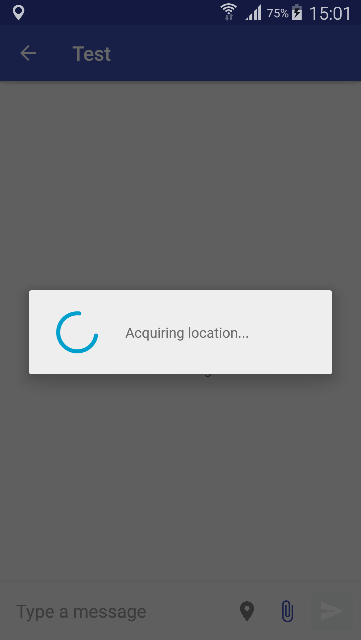 75% 15:01
Test
Acquiring location...
Type a message